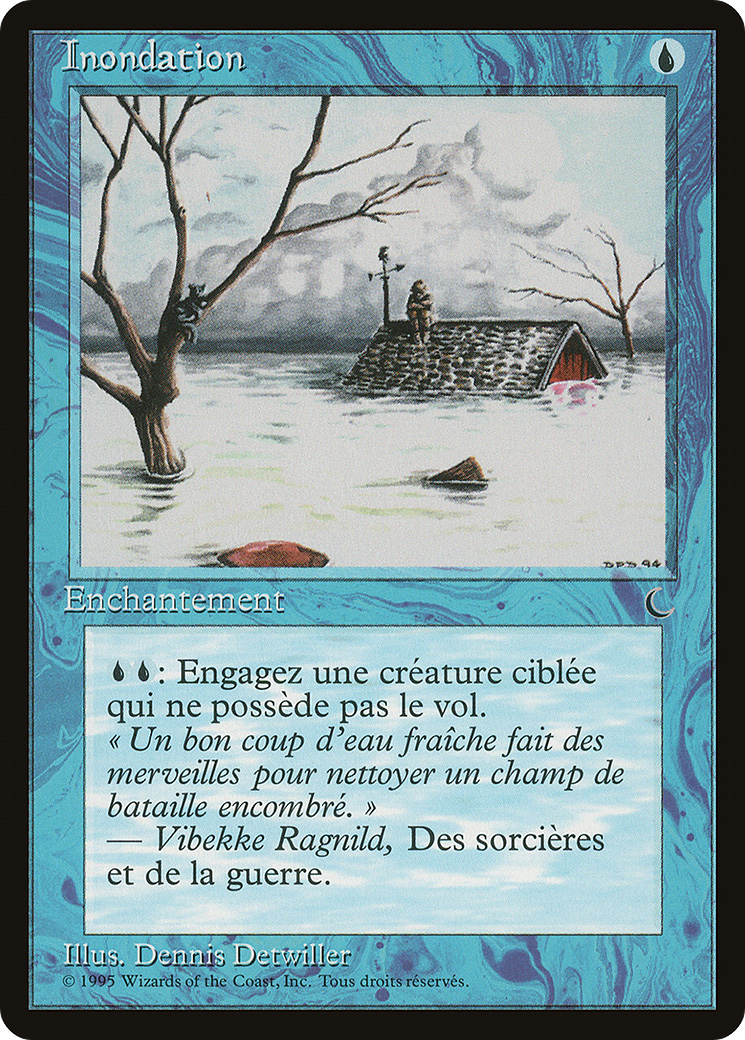 Inondation
DPD 94
Enchantement
: Engagez une créature ciblée
qui ne possède pas le vol.
« Un bon coup d'eau fraîche fait des
merveilles pour nettoyer un champ de
bataille encombré. »
— Vibekke Ragnild, Des sorcières
et de la guerre.
Illus. Dennis Detwiller
© 1995 Wizards of the Coast, Inc. Tous droits réservés.